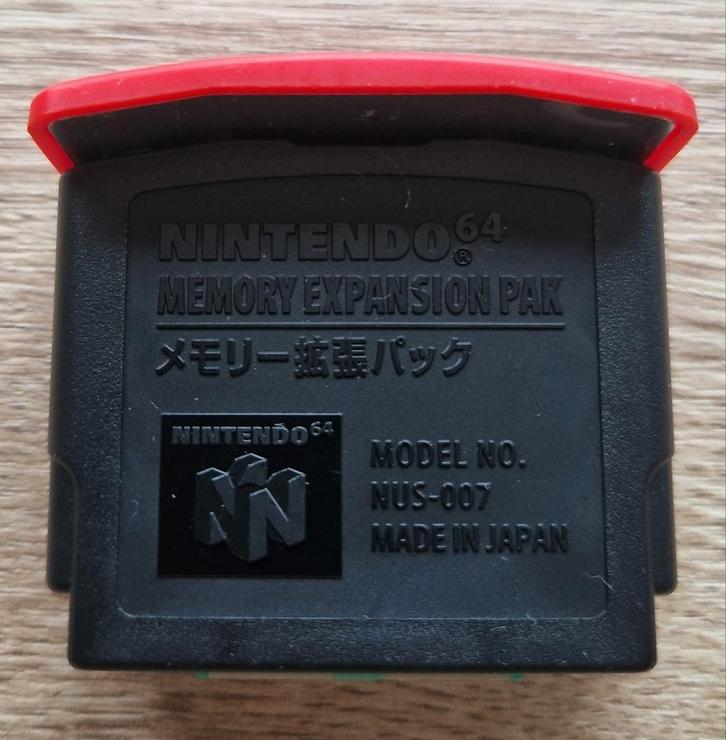 NINTENDO64®
MEMORY EXPANSION PAK
メモリー拡張パック
NINTENDO64
MODEL NO.
NUS-007
MADE IN JAPAN